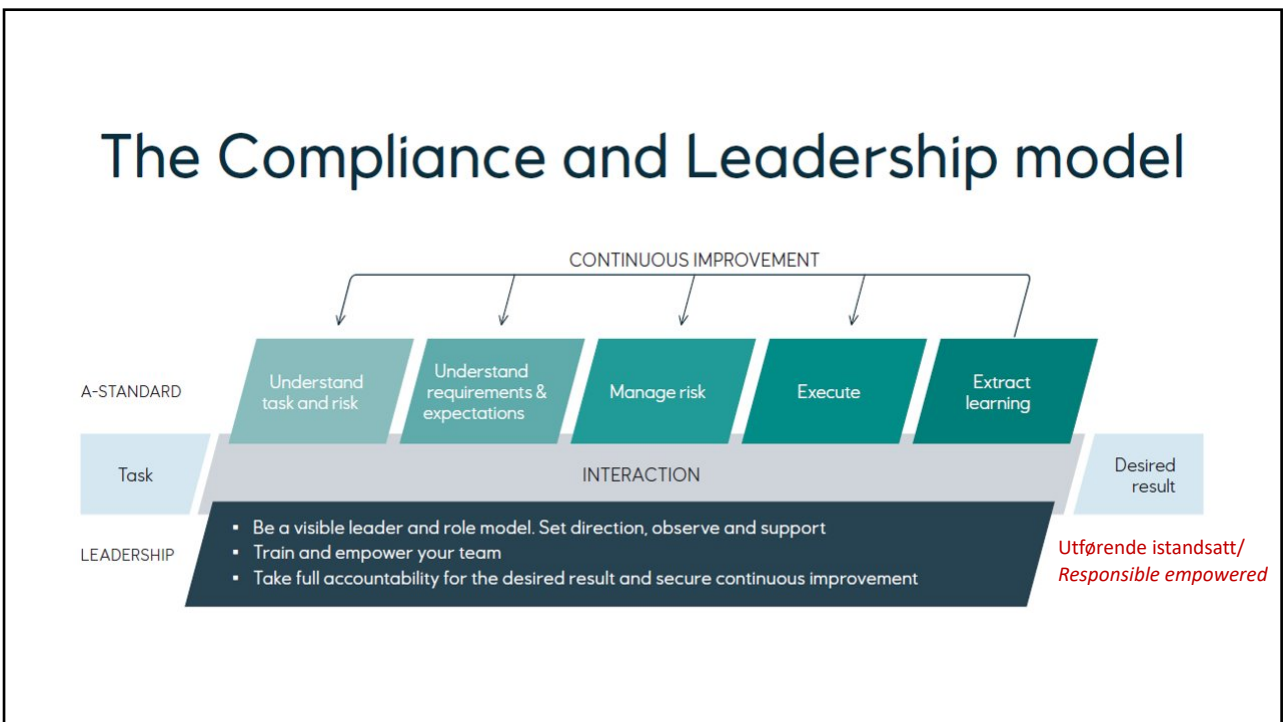 The Compliance and Leadership model
CONTINUOUS IMPROVEMENT
A-STANDARD
Understand
task and risk
Understand
requirements &
expectations
Manage risk
Execute
Extract
learning
Task
INTERACTION
Desired
result
LEADERSHIP
▪ Be a visible leader and role model. Set direction, observe and support
▪ Train and empower your team
▪ Take full accountability for the desired result and secure continuous improvement
Utførende istandsatt/
Responsible empowered